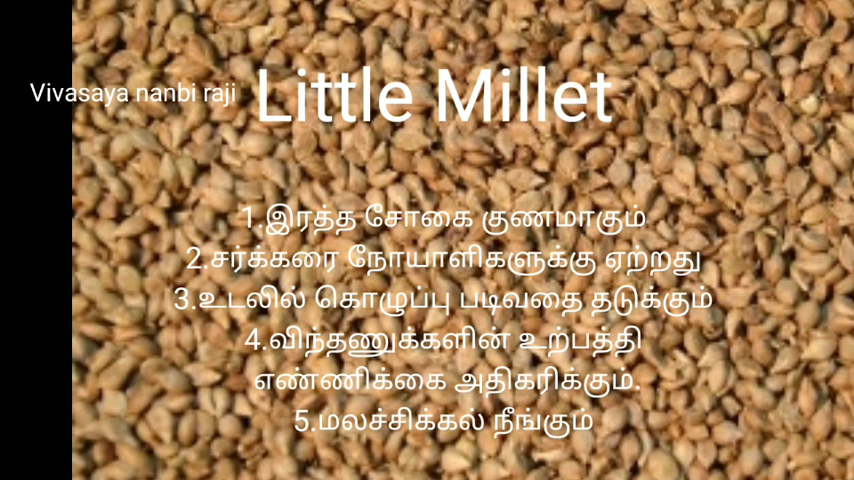 Vivasaya nanbi raji
Little Millet
1.இரத்த சோகை குணமாகும்
2.சர்க்கரை நோயாளிகளுக்கு ஏற்றது
3.உடலில் கொழுப்பு படிவதை தடுக்கும்
4.விந்தணுக்களின் உற்பத்தி
எண்ணிக்கை அதிகரிக்கும்.
5.மலச்சிக்கல் நீங்கும்